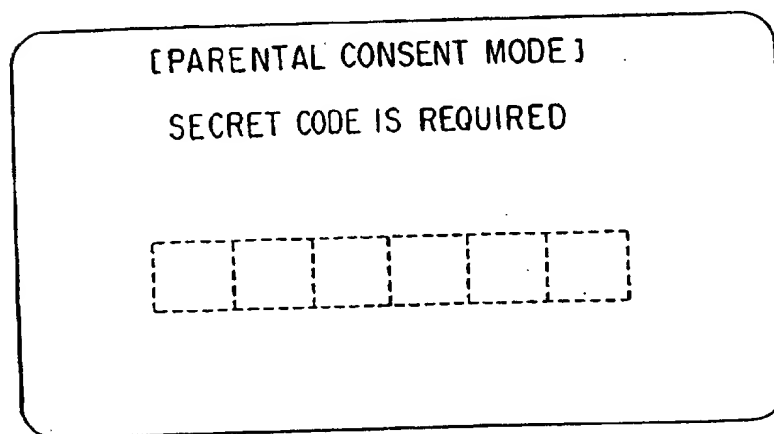 [PARENTAL CONSENT MODE]
SECRET CODE IS REQUIRED